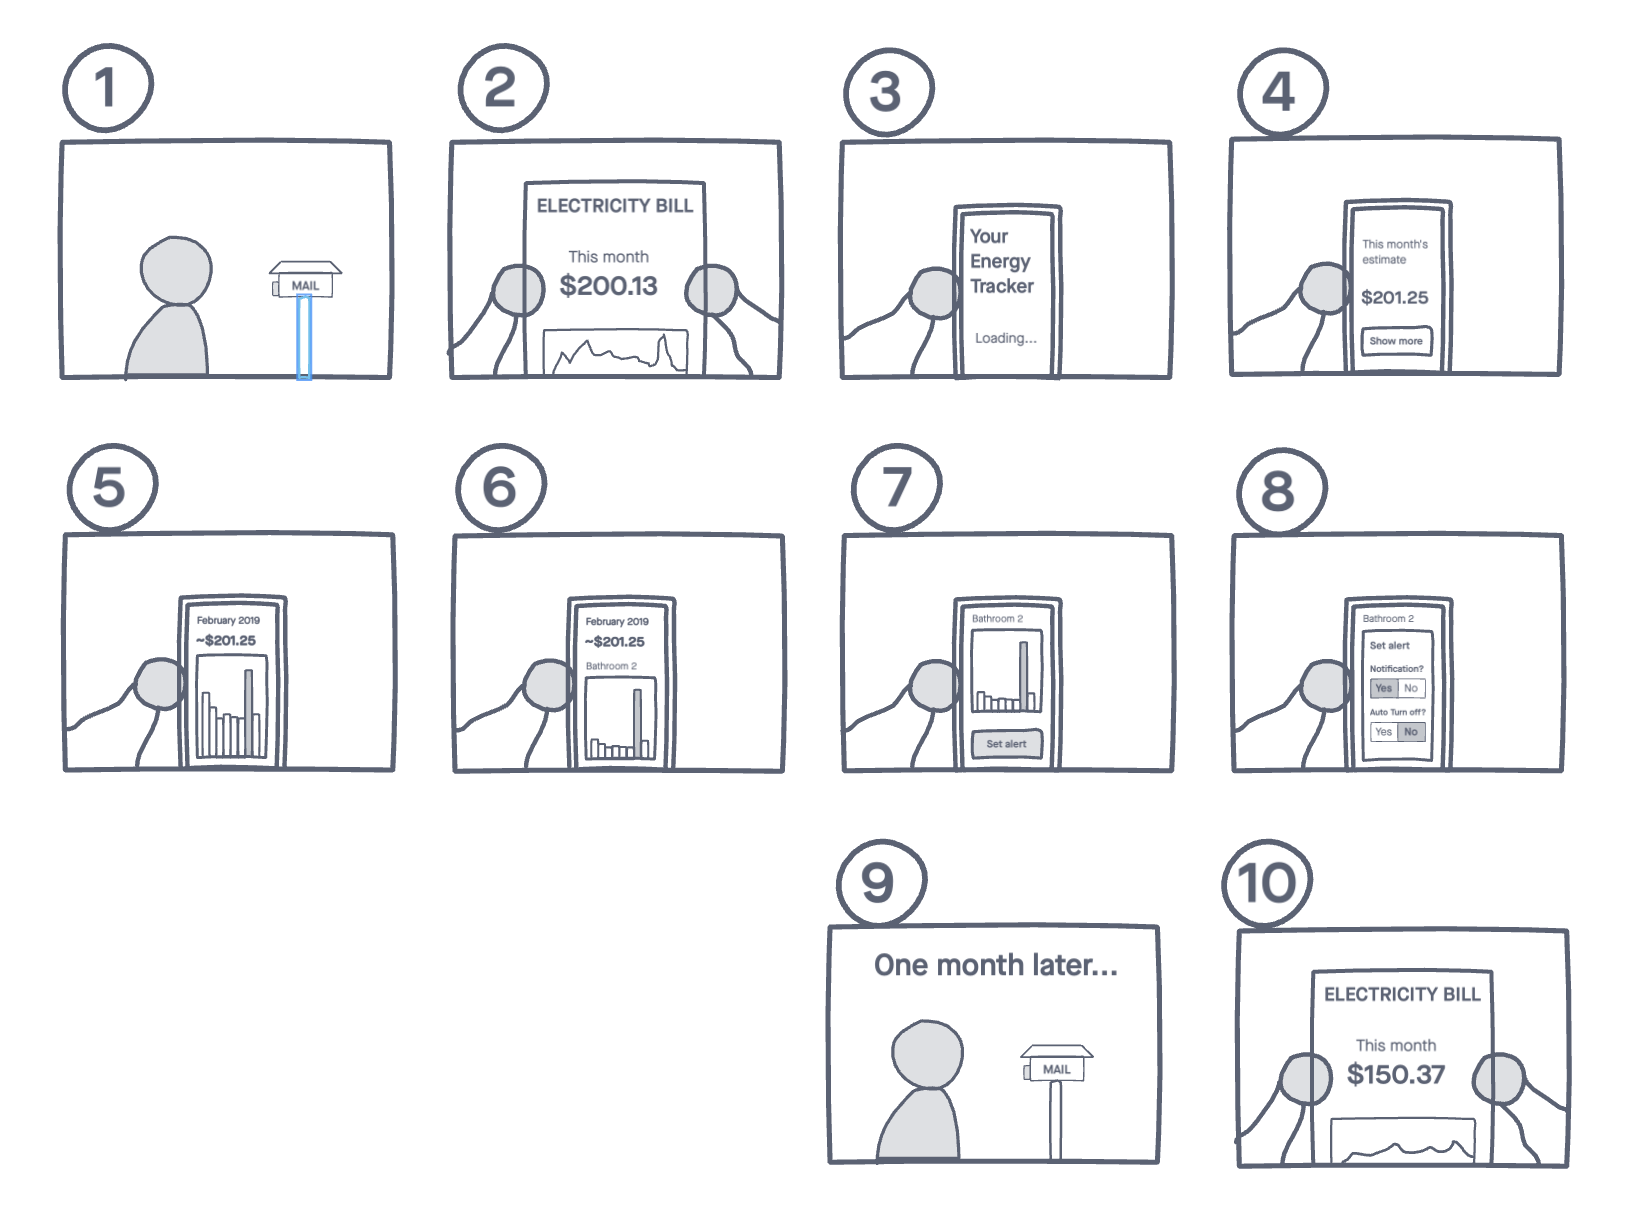 1
2
3
4
MAIL
ELECTRICITY BILL
This month
$200.13
Your
Energy
Tracker
Loading...
This month's
estimate
$201.25
Show more
5
6
7
8
February 2019
~$201.25
February 2019
~$201.25
Bathroom 2
Bathroom 2
Set alert
Bathroom 2
Set alert
Notification?
Yes No
Auto Turn off?
Yes No
9
10
One month later...
MAIL
ELECTRICITY BILL
This month
$150.37